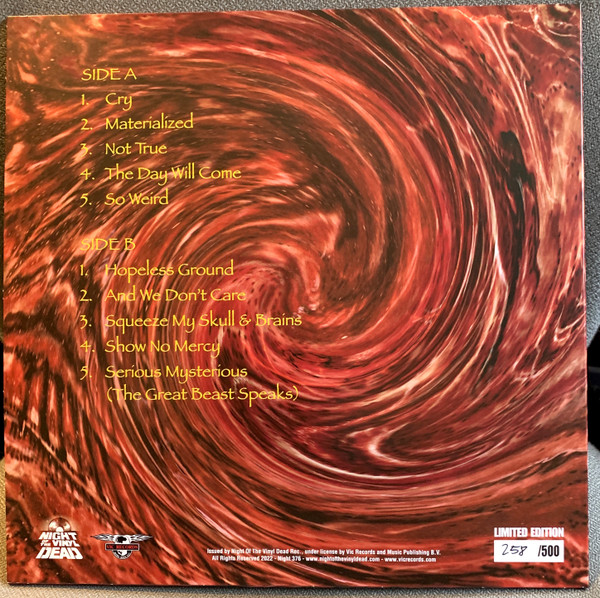 SIDE A
1. Cry
2. Materialized
3. Not True
4. The Day Will Come
5. So Weird
SIDE B
1. Hopeless Ground
2. And We Don't Care
3. Squeeze My Skull & Brains
4. Show No Mercy
5. Serious Mysterious
(The Great Beast Speaks)
NIGHT
OF THE VINYL
DEAD
VIC RECORDS
Issued by Night Of The Vinyl Dead Rec., under license by Vic Records and Music Publishing B.V.
All Rights Reserved 2022 - Night 376 - www.nightofthevinyldead.com - www.vicrecords.com
LIMITED EDITION
258 /500